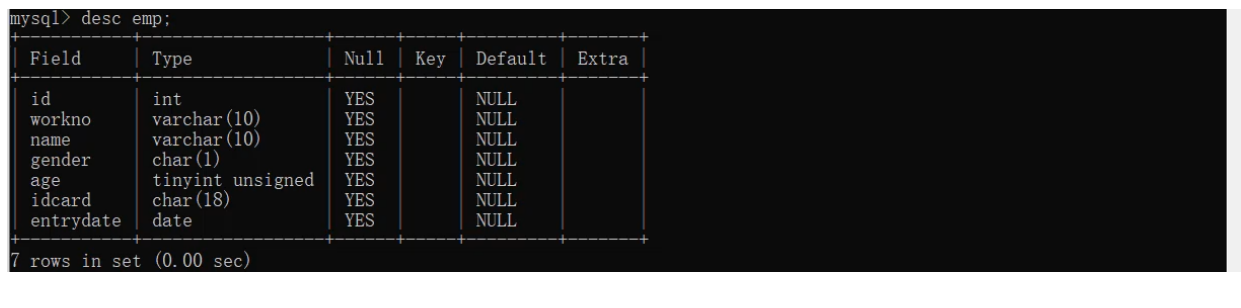 mysql> desc emp;
+-----------+------------------+------+-----+---------+-------+
| Field     | Type             | Null | Key | Default | Extra |
+-----------+------------------+------+-----+---------+-------+
| id        | int              | YES  |     | NULL    |       |
| workno    | varchar(10)      | YES  |     | NULL    |       |
| name      | varchar(10)      | YES  |     | NULL    |       |
| gender    | char(1)          | YES  |     | NULL    |       |
| age       | tinyint unsigned | YES  |     | NULL    |       |
| idcard    | char(18)         | YES  |     | NULL    |       |
| entrydate | date             | YES  |     | NULL    |       |
+-----------+------------------+------+-----+---------+-------+
7 rows in set (0.00 sec)